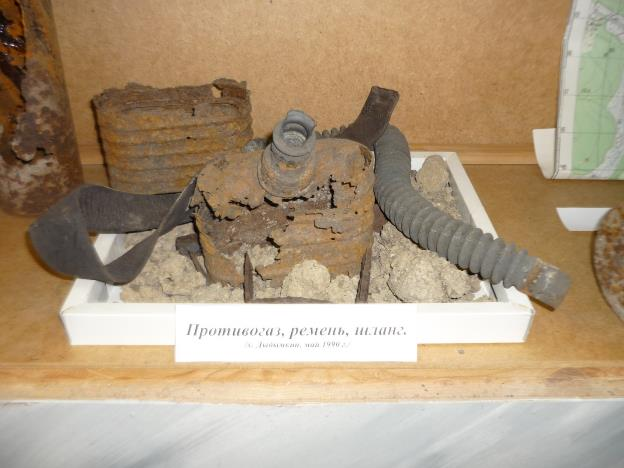 Противогаз, ремень, шланг.
май 1990 г./